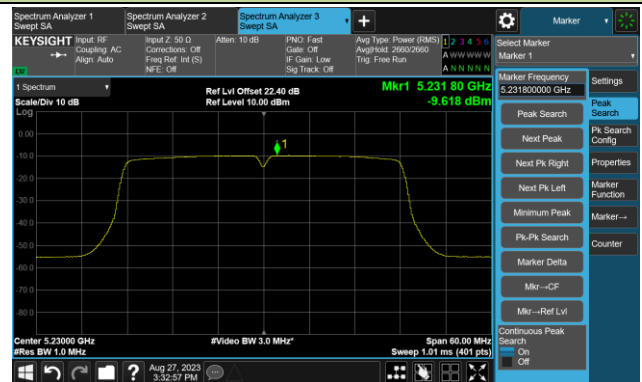 Spectrum Analyzer 1
Swept SA
Spectrum Analyzer 2
Swept SA
Spectrum Analyzer 3
Swept SA
Marker
KEYSIGHT
Input: RF
Coupling: AC
Align: Auto
Input Z: 50 Ω
Corrections: Off
Freq Ref: Int (S)
NFE: Off
Atten: 10 dB
PNO: Fast
Gate: Off
IF Gain: Low
Sig Track: Off
Avg Type: Power (RMS)
Avg|Hold: 2660/2660
Trig: Free Run
1 2 3 4 5 6
A W W W W W
A N N N N N
Select Marker
Marker 1
1 Spectrum
Scale/Div 10 dB
Log
Ref Lvl Offset 22.40 dB
Ref Level 10.00 dBm
Mkr1 5.231 80 GHz
-9.618 dBm
1
0.00
-10.0
-20.0
-30.0
-40.0
-50.0
-60.0
-70.0
-80.0
Center 5.23000 GHz
#Res BW 1.0 MHz
#Video BW 3.0 MHz*
Span 60.00 MHz
Sweep 1.01 ms (401 pts)
Marker Frequency
5.231800000 GHz
Peak Search
Next Peak
Next Pk Right
Next Pk Left
Minimum Peak
Pk-Pk Search
Marker Delta
Mkr→CF
Mkr→Ref Lvl
Continuous Peak
Search
On
Off
Settings
Peak
Search
Pk Search
Config
Properties
Marker
Function
Marker→
Counter
Aug 27, 2023
3:32:57 PM